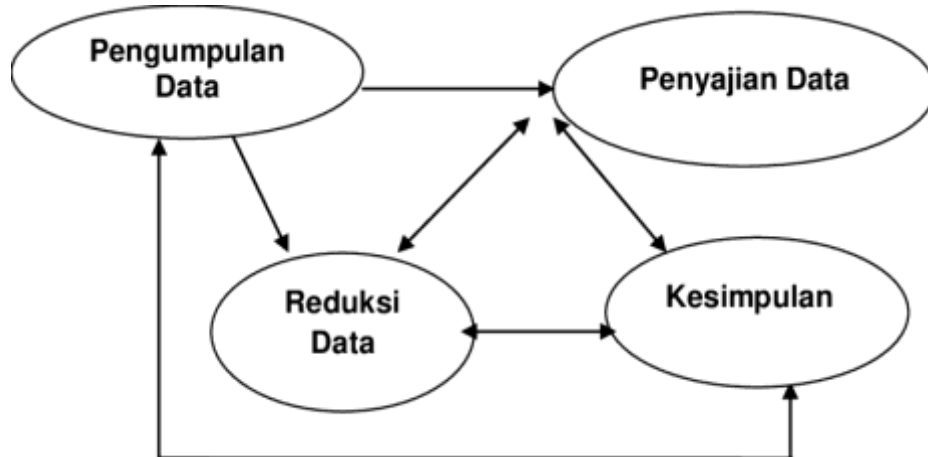 Pengumpulan
Data
Penyajian Data
Reduksi
Data
Kesimpulan